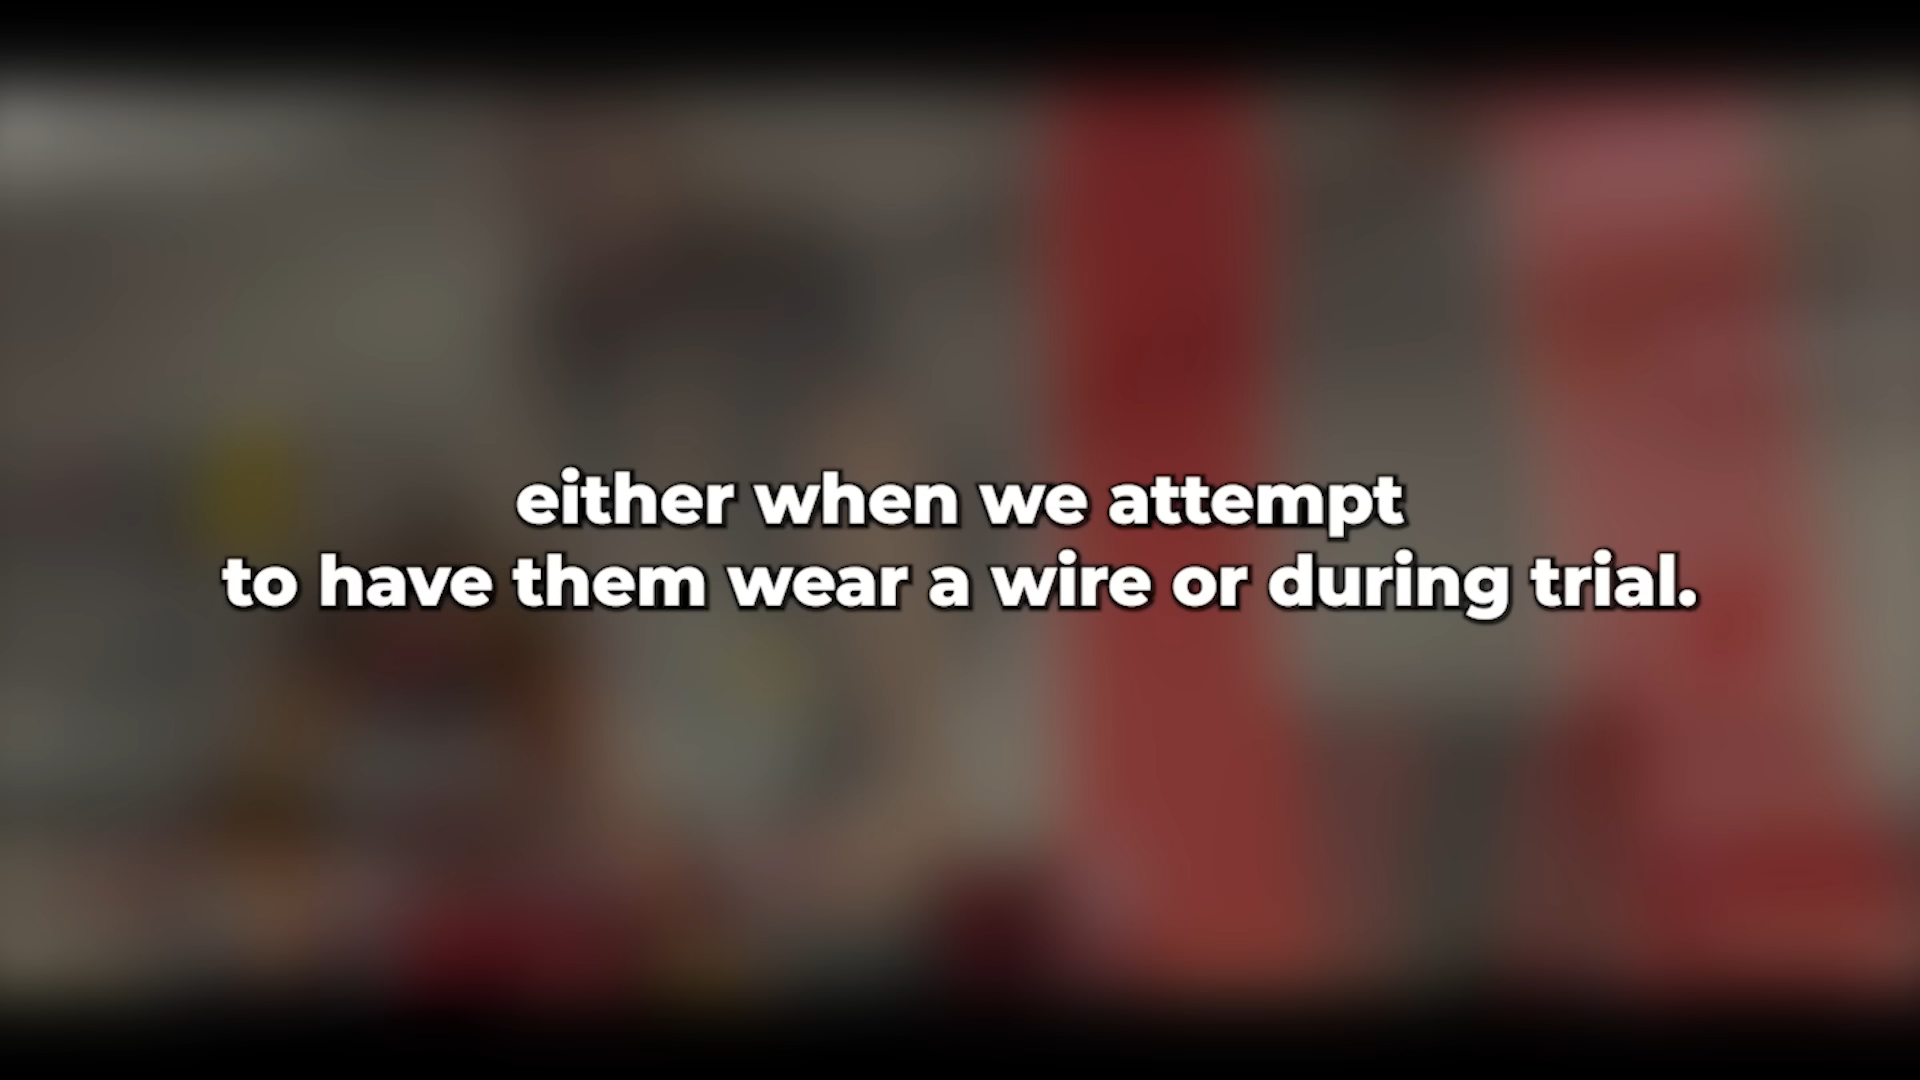 either when we attempt
to have them wear a wire or during trial.